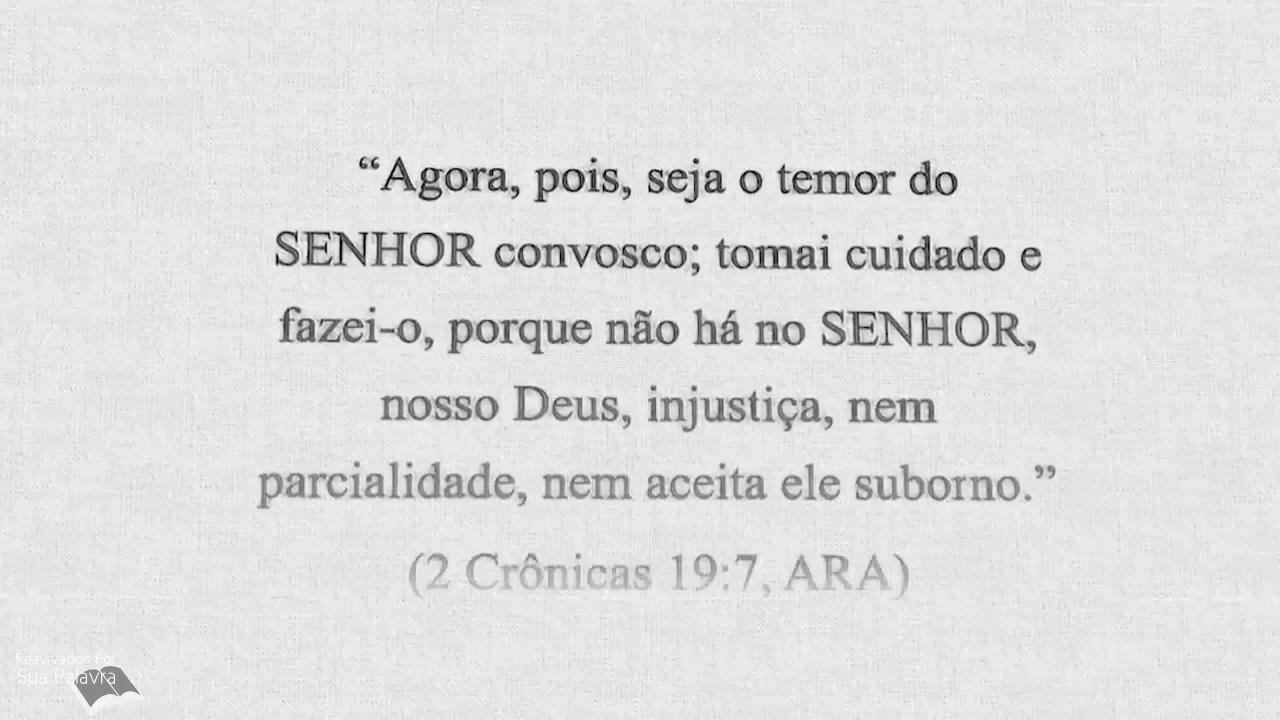 “Agora, pois, seja o temor do
SENHOR convosco; tomai cuidado e
fazei-o, porque não há no SENHOR,
nosso Deus, injustiça, nem
parcialidade, nem aceita ele suborno.”
(2 Crônicas 19:7, ARA)
Reavivados Por
Sua Palavra